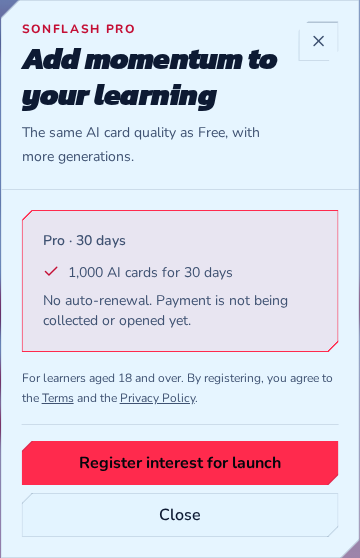 SONFLASH PRO
Add momentum to
your learning
The same AI card quality as Free, with
more generations.
Pro · 30 days
1,000 AI cards for 30 days
No auto-renewal. Payment is not being
collected or opened yet.
For learners aged 18 and over. By registering, you agree to
the Terms and the Privacy Policy.
Register interest for launch
Close